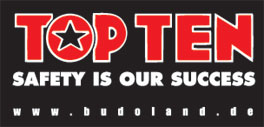 TOP TEN
SAFETY IS OUR SUCCESS
www.budoland.de